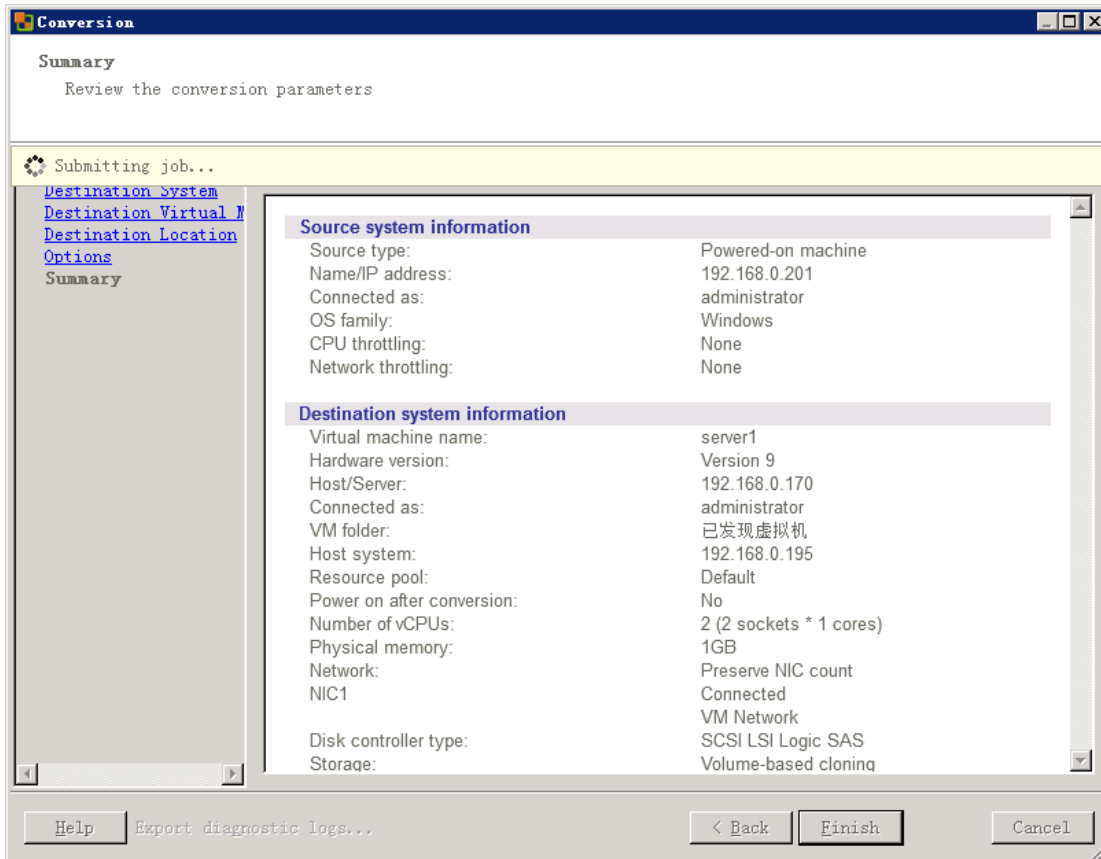 Conversion
Summary
Review the conversion parameters
Submitting job...
Destination System
Destination Virtual M
Destination Location
Options
Summary
Source system information
Source type: Powered-on machine
Name/IP address: 192.168.0.201
Connected as: administrator
OS family: Windows
CPU throttling: None
Network throttling: None
Destination system information
Virtual machine name: server1
Hardware version: Version 9
Host/Server: 192.168.0.170
Connected as: administrator
VM folder: 已发现虚拟机
Host system: 192.168.0.195
Resource pool: Default
Power on after conversion: No
Number of vCPUs: 2 (2 sockets * 1 cores)
Physical memory: 1GB
Network: Preserve NIC count
NIC1 Connected
VM Network
Disk controller type: SCSI LSI Logic SAS
Storage: Volume-based cloning
Help Export diagnostic logs... < Back Finish Cancel